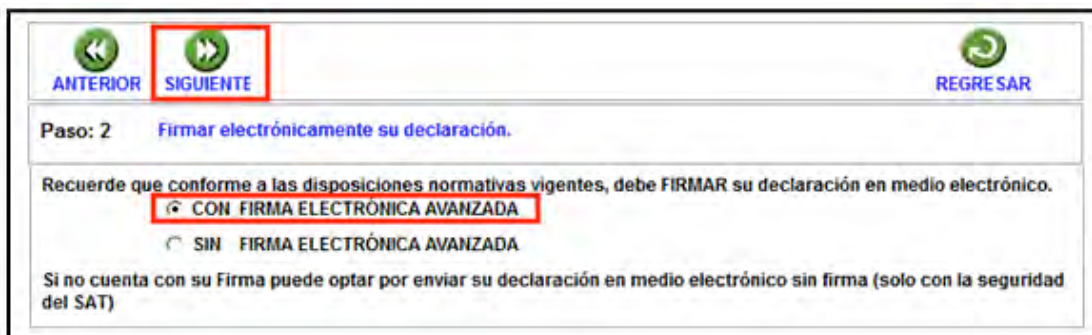 ANTERIOR SIGUIENTE REGRESAR
Paso: 2 Firmar electrónicamente su declaración.
Recuerde que conforme a las disposiciones normativas vigentes, debe FIRMAR su declaración en medio electrónico.
CON FIRMA ELECTRÓNICA AVANZADA
SIN FIRMA ELECTRÓNICA AVANZADA
Si no cuenta con su Firma puede optar por enviar su declaración en medio electrónico sin firma (solo con la seguridad
del SAT)